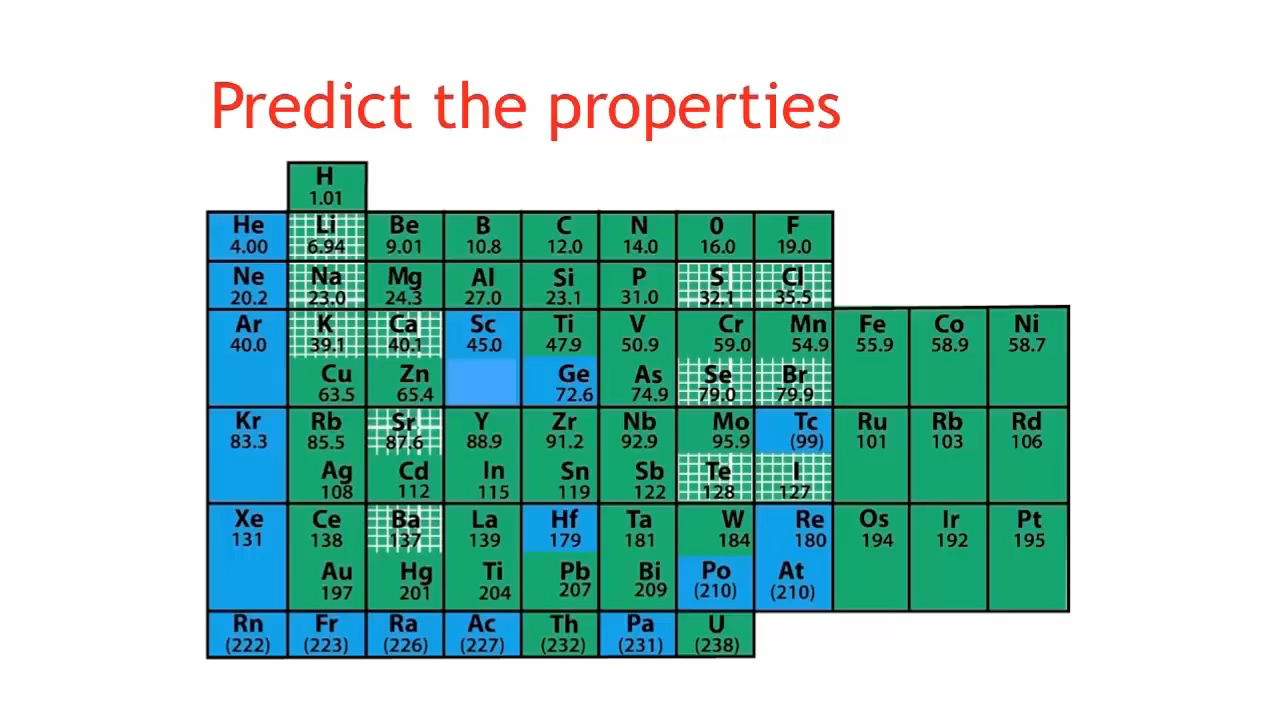 Predict the properties
H
1.01
He Li Be B C N 0 F
4.00 6.94 9.01 10.8 12.0 14.0 16.0 19.0
Ne Na Mg Al Si P S Cl
20.2 23.0 24.3 27.0 23.1 31.0 32.1 35.5
Ar K Ca Sc Ti V Cr Mn Fe Co Ni
40.0 39.1 40.1 45.0 47.9 50.9 59.0 54.9 55.9 58.9 58.7
Cu Zn Ge As Se Br
63.5 65.4 72.6 74.9 79.0 79.9
Kr Rb Sr Y Zr Nb Mo Tc Ru Rb Rd
83.3 85.5 87.6 88.9 91.2 92.9 95.9 (99) 101 103 106
Ag Cd In Sn Sb Te I
108 112 115 119 122 128 127
Xe Ce Ba La Hf Ta W Re Os Ir Pt
131 138 137 139 179 181 184 180 194 192 195
Au Hg Ti Pb Bi Po At
197 201 204 207 209 (210) (210)
Rn Fr Ra Ac Th Pa U
(222) (223) (226) (227) (232) (231) (238)